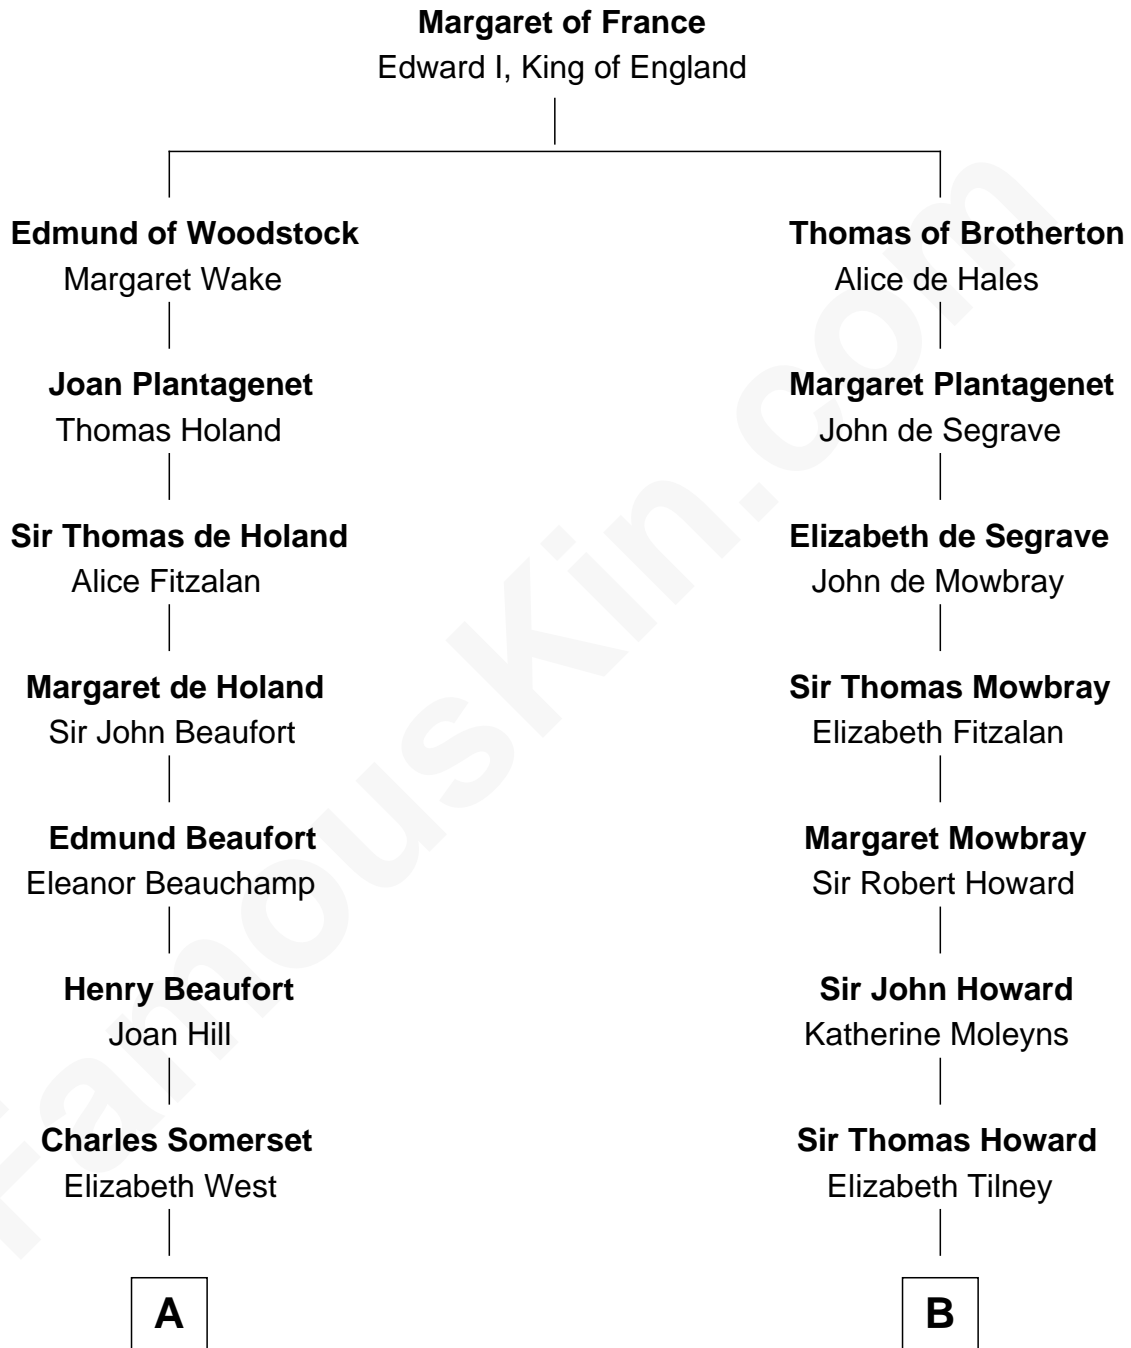 Margaret of France
Edward I, King of England
Edmund of Woodstock
Margaret Wake
Thomas of Brotherton
Alice de Hales
Joan Plantagenet
Thomas Holand
Margaret Plantagenet
John de Segrave
Sir Thomas de Holand
Alice Fitzalan
Elizabeth de Segrave
John de Mowbray
Margaret de Holand
Sir John Beaufort
Sir Thomas Mowbray
Elizabeth Fitzalan
Edmund Beaufort
Eleanor Beauchamp
Margaret Mowbray
Sir Robert Howard
Henry Beaufort
Joan Hill
Sir John Howard
Katherine Moleyns
Charles Somerset
Elizabeth West
Sir Thomas Howard
Elizabeth Tilney
A
B
FamousKin.com